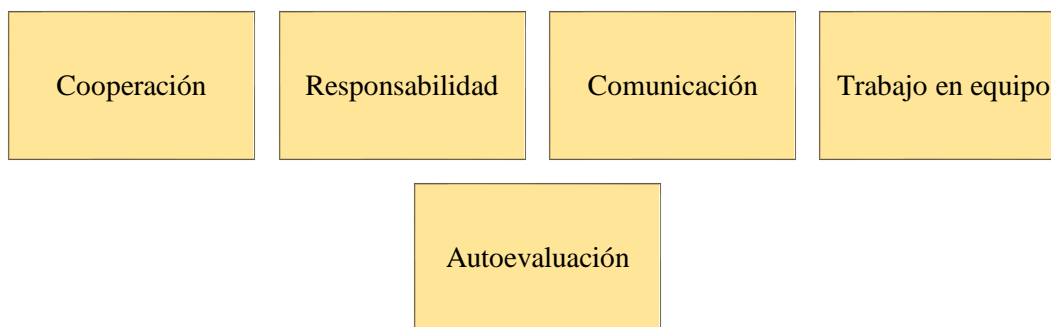 Cooperación
Responsabilidad
Comunicación
Trabajo en equipo
Autoevaluación